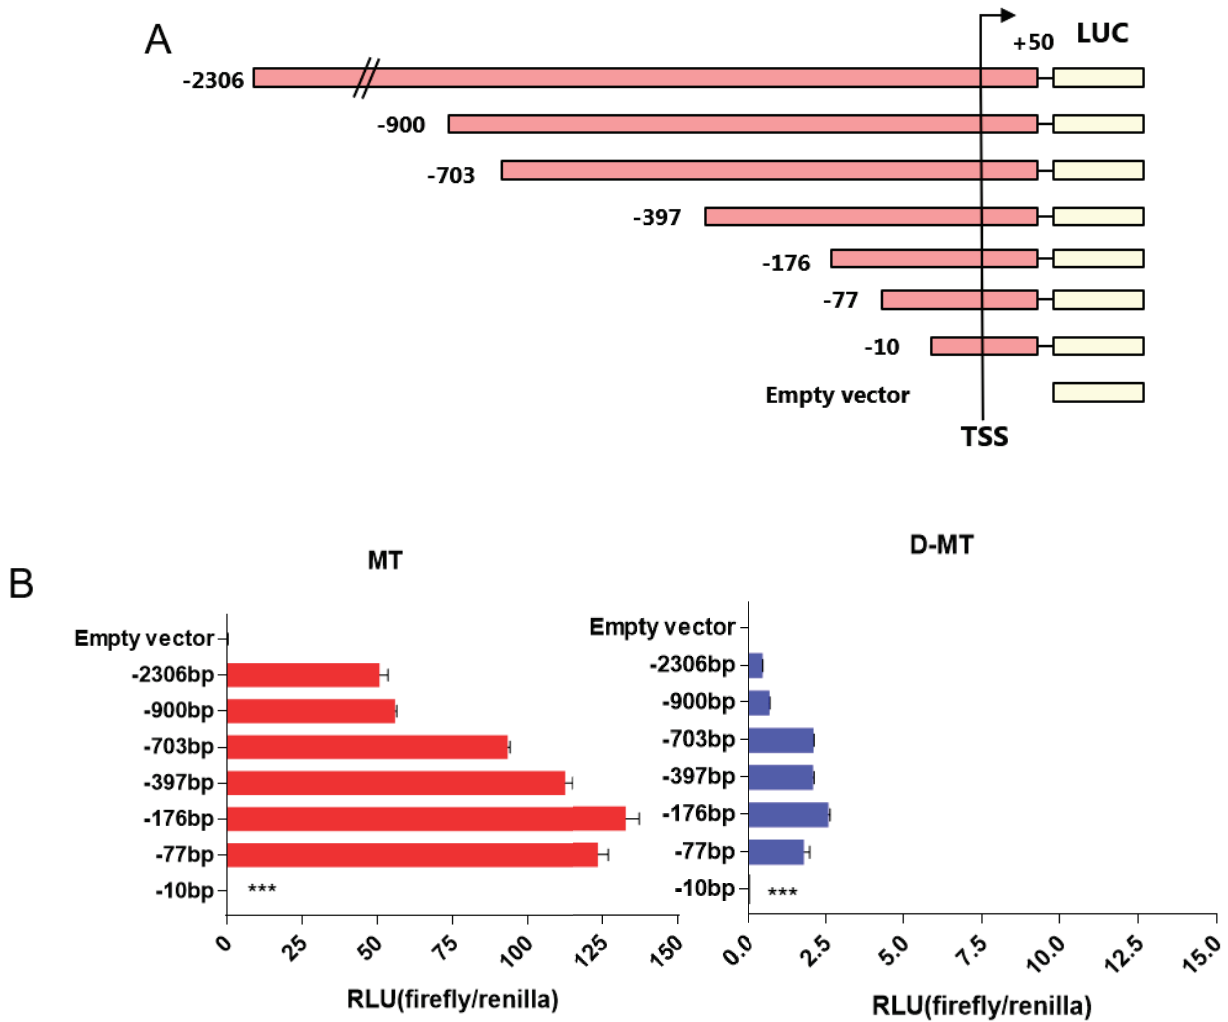 A
+50 LUC
-2306
-900
-703
-397
-176
-77
-10
Empty vector
TSS
B
MT
Empty vector
-2306bp
-900bp
-703bp
-397bp
-176bp
-77bp
-10bp ***
0 25 50 75 100 125 150
RLU(firefly/renilla)
D-MT
Empty vector
-2306bp
-900bp
-703bp
-397bp
-176bp
-77bp
-10bp ***
0.0 2.5 5.0 7.5 10.0 12.5 15.0
RLU(firefly/renilla)